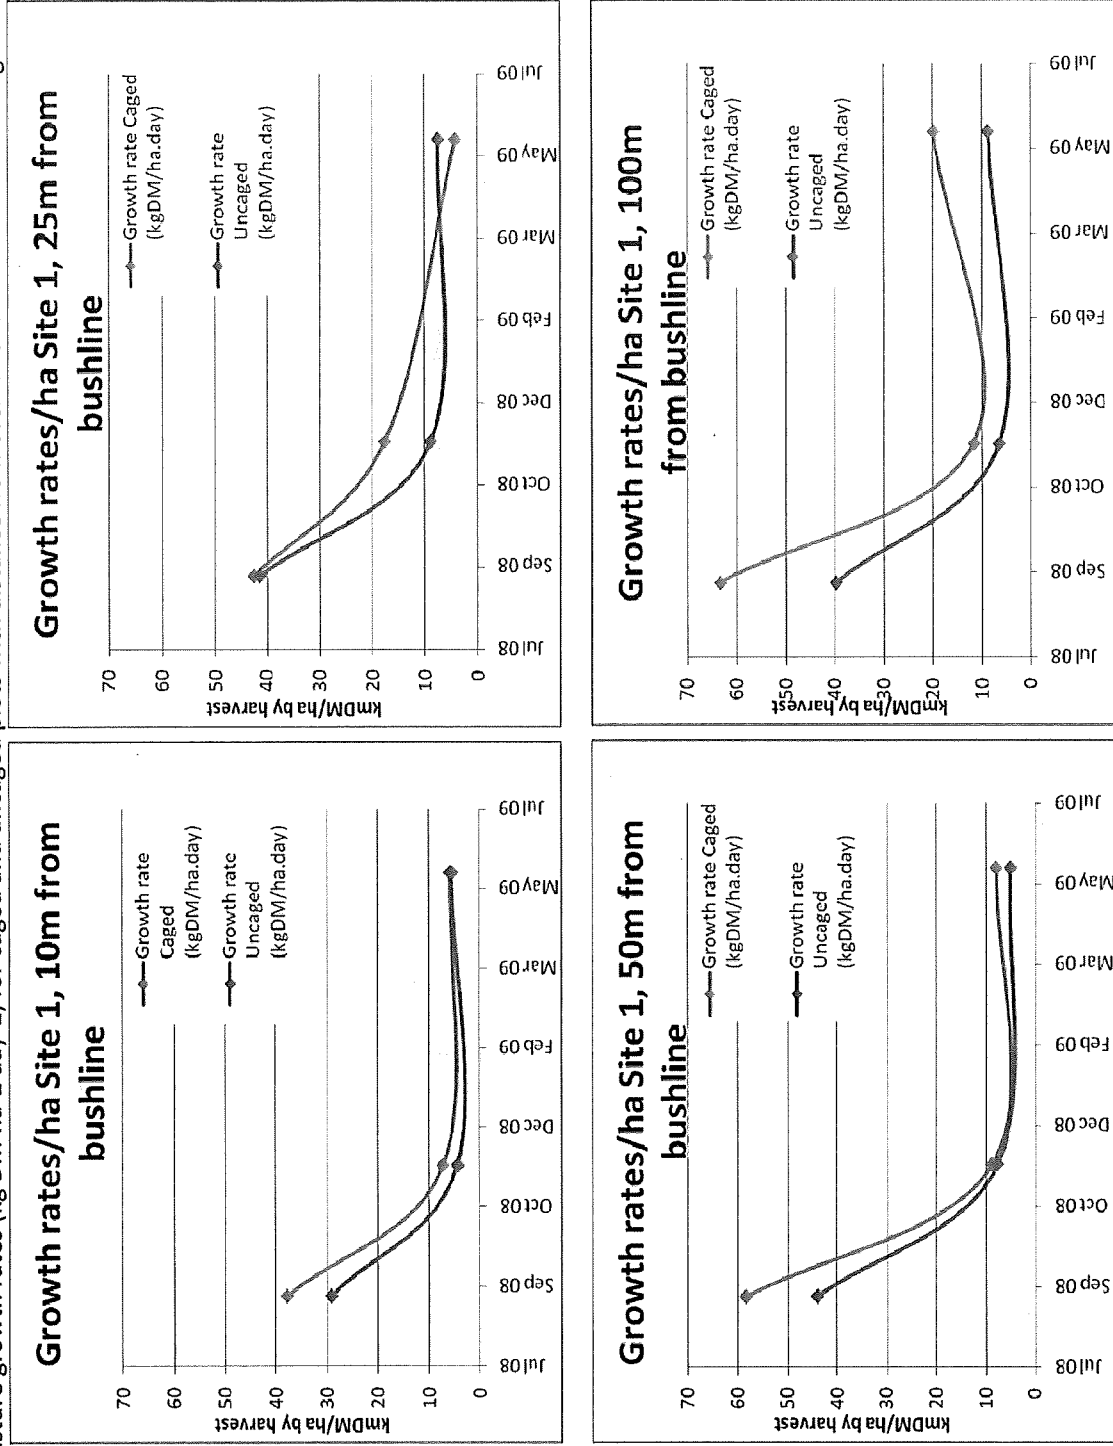 Growth rates/ha Site 1, 10m from
bushline
kmDM/ha by harvest
70
60
50
40
30
20
10
0
Jul 08
Sep 08
Oct 08
Dec 08
Feb 09
Mar 09
May 09
Jul 09
Growth rate
Caged
(kgDM/ha.day)
Growth rate
Uncaged
(kgDM/ha.day)
Growth rates/ha Site 1, 25m from
bushline
kmDM/ha by harvest
70
60
50
40
30
20
10
0
Jul 08
Sep 08
Oct 08
Dec 08
Feb 09
Mar 09
May 09
Jul 09
Growth rate Caged
(kgDM/ha.day)
Growth rate
Uncaged
(kgDM/ha.day)
Growth rates/ha Site 1, 50m from
bushline
kmDM/ha by harvest
70
60
50
40
30
20
10
0
Jul 08
Sep 08
Oct 08
Dec 08
Feb 09
Mar 09
May 09
Jul 09
Growth rate Caged
(kgDM/ha.day)
Growth rate
Uncaged
(kgDM/ha.day)
Growth rates/ha Site 1, 100m
from bushline
kmDM/ha by harvest
70
60
50
40
30
20
10
0
Jul 08
Sep 08
Oct 08
Dec 08
Feb 09
Mar 09
May 09
Jul 09
Growth rate Caged
(kgDM/ha.day)
Growth rate
Uncaged
(kgDM/ha.day)